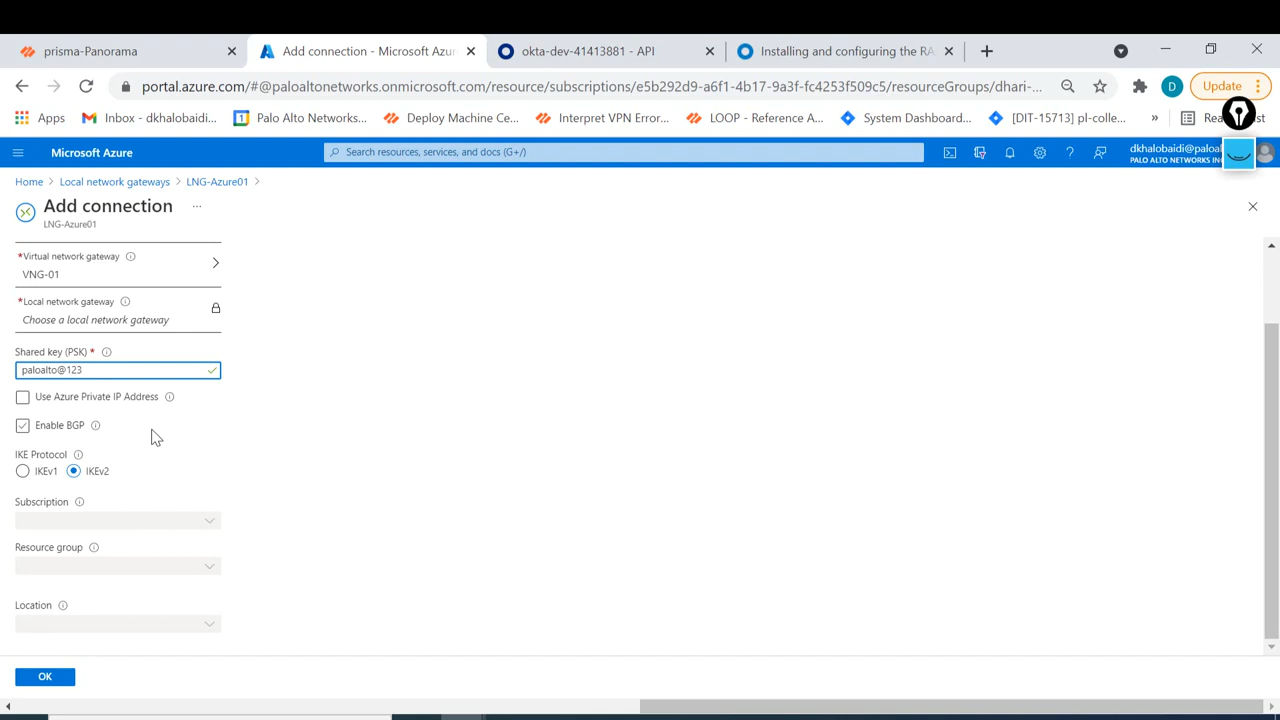 prisma-Panorama
Add connection - Microsoft Azur
okta-dev-41413881 - API
Installing and configuring the RA
portal.azure.com/#@paloaltonetworks.onmicrosoft.com/resource/subscriptions/e5b292d9-a6f1-4b17-9a3f-fc4253f509c5/resourceGroups/dhari-...
D
Update
Apps
Inbox - dkhalobaidi...
Palo Alto Networks...
Deploy Machine Ce...
Interpret VPN Error...
LOOP - Reference A...
System Dashboard...
[DIT-15713] pl-colle...
»
Microsoft Azure
Search resources, services, and docs (G+/)
dkhalobaidi@paloal
PALO ALTO NETWORKS IN
Home > Local network gateways > LNG-Azure01 >
Add connection ...
LNG-Azure01
*Virtual network gateway
VNG-01
*Local network gateway
Choose a local network gateway
Shared key (PSK) *
paloalto@123
Use Azure Private IP Address
Enable BGP
IKE Protocol
IKEv1 IKEv2
Subscription
Resource group
Location
OK